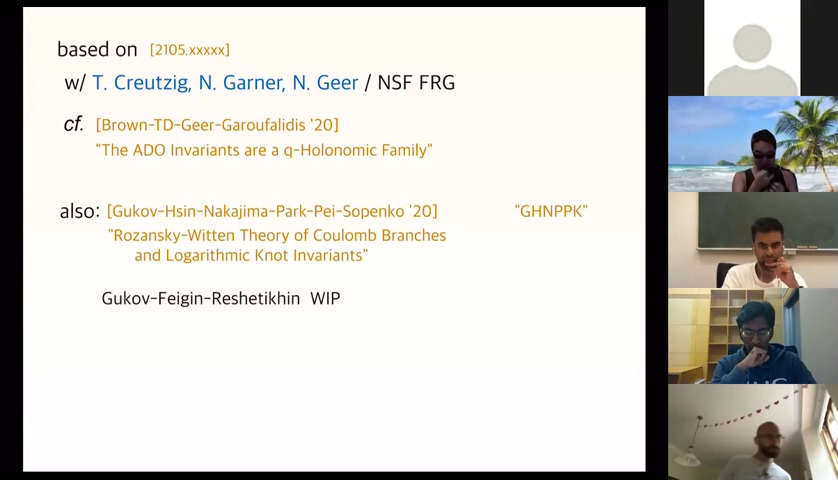 based on [2105.xxxxx]
w/ T. Creutzig, N. Garner, N. Geer / NSF FRG
cf. [Brown-TD-Geer-Garoufalidis '20]
"The ADO Invariants are a q-Holonomic Family"
also: [Gukov-Hsin-Nakajima-Park-Pei-Sopenko '20] "GHNPPK"
"Rozansky-Witten Theory of Coulomb Branches
and Logarithmic Knot Invariants"
Gukov-Feigin-Reshetikhin WIP